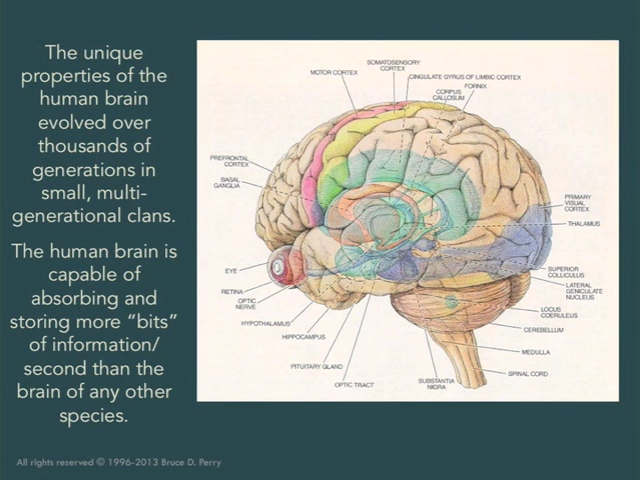 The unique
properties of the
human brain
evolved over
thousands of
generations in
small, multi-
generational clans.
The human brain is
capable of
absorbing and
storing more “bits”
of information/
second than the
brain of any other
species.
SOMATOSENSORY
CORTEX
MOTOR CORTEX
CINGULATE GYRUS OF LIMBIC CORTEX
FORNIX
CORPUS
CALLOSUM
PREFRONTAL
CORTEX
BASAL
GANGLIA
PRIMARY
VISUAL
CORTEX
THALAMUS
EYE
RETINA
OPTIC
NERVE
HYPOTHALAMUS
HIPPOCAMPUS
PITUITARY GLAND
OPTIC TRACT
SUBSTANTIA
NIGRA
SUPERIOR
COLLICULUS
LATERAL
GENICULATE
NUCLEUS
LOCUS
COERULEUS
CEREBELLUM
MEDULLA
SPINAL CORD
All rights reserved © 1996-2013 Bruce D. Perry